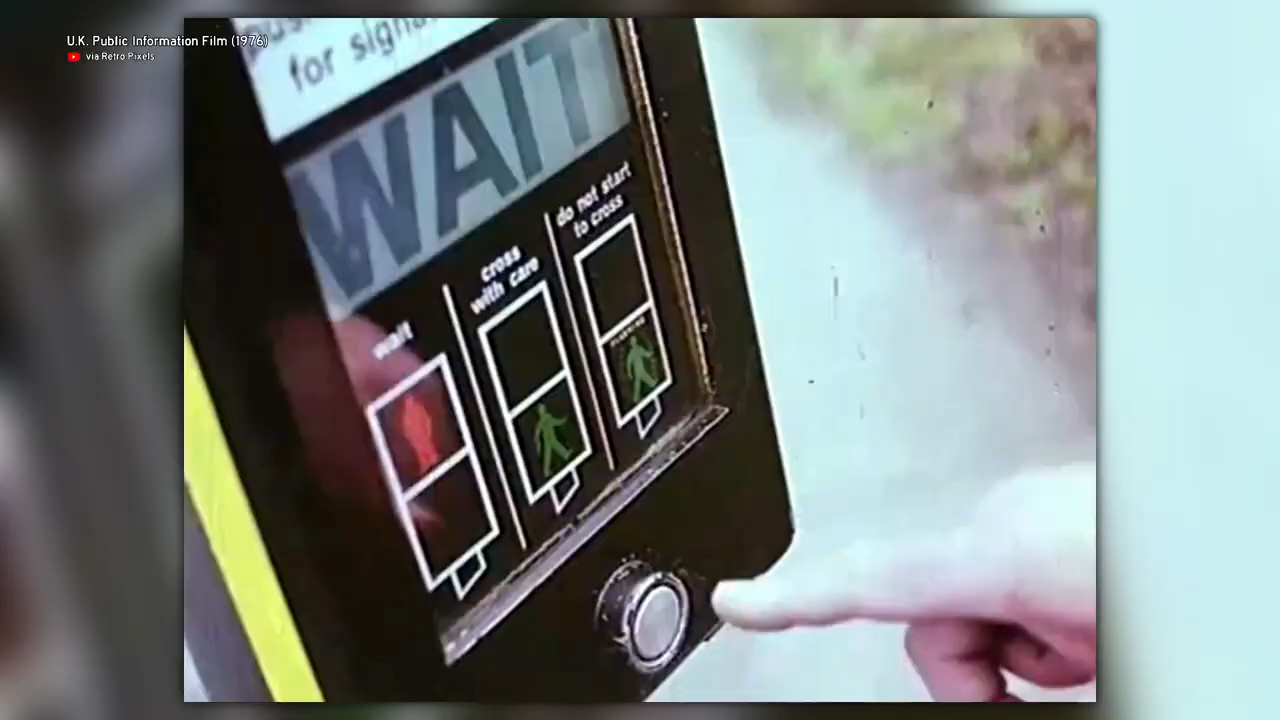 U.K. Public Information Film (1976)
via Retro Pixels
for signal
WAIT
wait
cross
with care
do not start
to cross